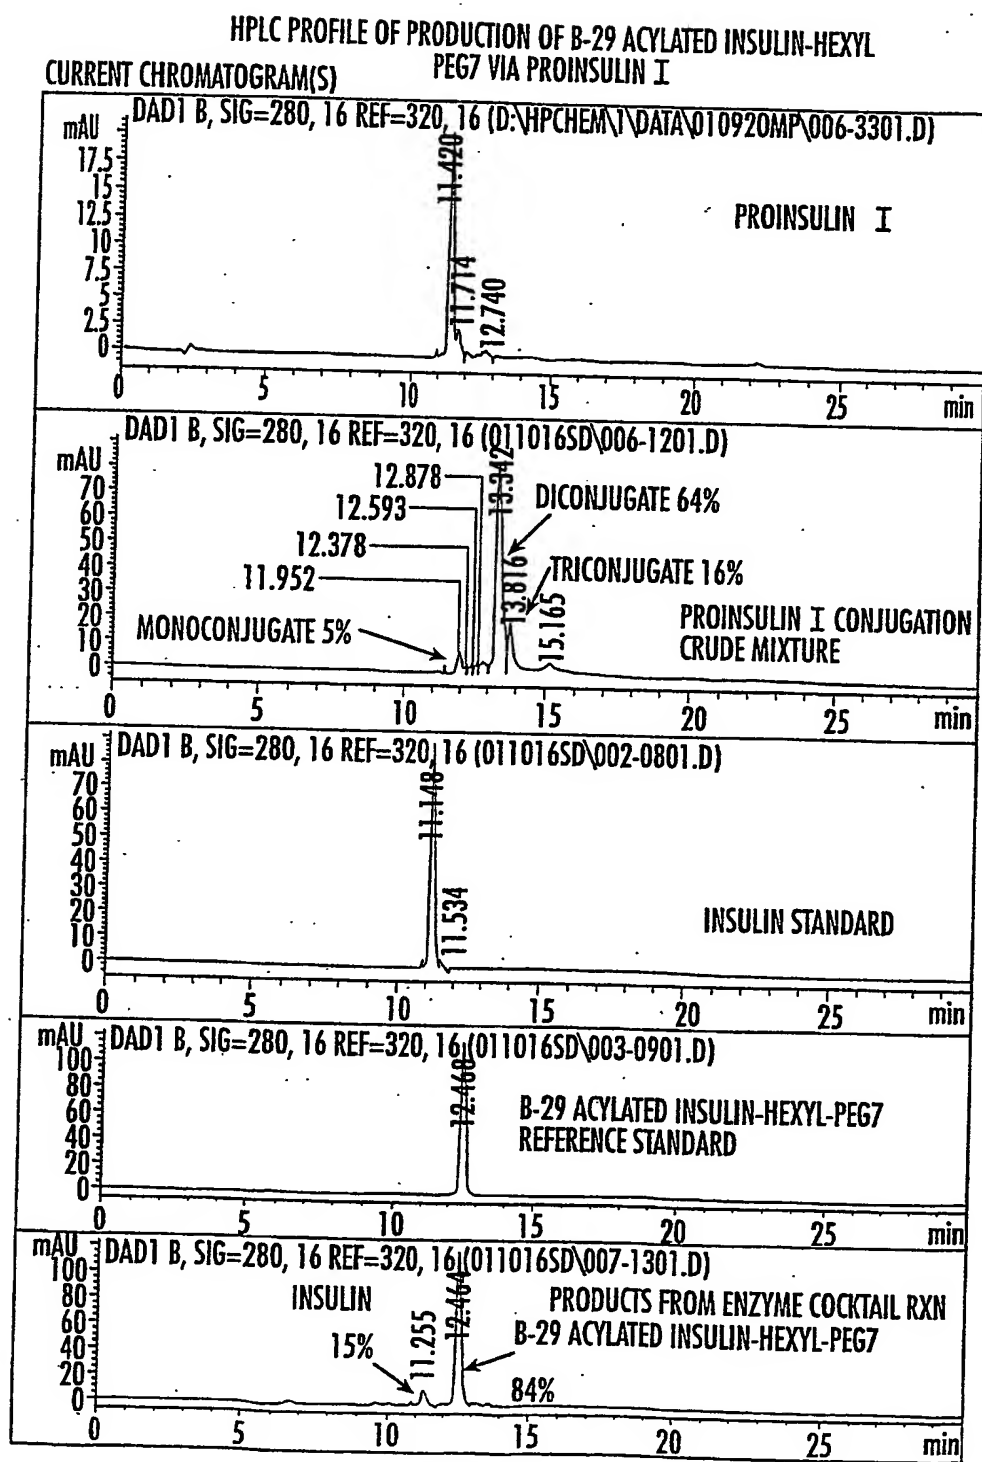 HPLC PROFILE OF PRODUCTION OF B-29 ACYLATED INSULIN-HEXYL
PEG7 VIA PROINSULIN I
CURRENT CHROMATOGRAM(S)
DAD1 B, SIG=280, 16 REF=320, 16 (D:\HPCHEM\1\DATA\010920MP\006-3301.D)
mAU
17.5
15
12.5
10
7.5
5
2.5
0
11.420
11.714
12.740
PROINSULIN I
0 5 10 15 20 25 min
DAD1 B, SIG=280, 16 REF=320, 16 (011016SD\006-1201.D)
mAU
70
60
50
40
30
20
10
0
12.878
12.593
12.378
11.952
MONOCONJUGATE 5%
13.342
13.816
15.165
DICONJUGATE 64%
TRICONJUGATE 16%
PROINSULIN I CONJUGATION
CRUDE MIXTURE
0 5 10 15 20 25 min
DAD1 B, SIG=280, 16 REF=320, 16 (011016SD\002-0801.D)
mAU
70
60
50
40
30
20
10
0
11.148
11.534
INSULIN STANDARD
0 5 10 15 20 25 min
DAD1 B, SIG=280, 16 REF=320, 16 (011016SD\003-0901.D)
mAU
100
80
60
40
20
0
12.468
B-29 ACYLATED INSULIN-HEXYL-PEG7
REFERENCE STANDARD
0 5 10 15 20 25 min
DAD1 B, SIG=280, 16 REF=320, 16 (011016SD\007-1301.D)
mAU
100
80
60
40
20
0
INSULIN
15%
11.255
12.464
PRODUCTS FROM ENZYME COCKTAIL RXN
B-29 ACYLATED INSULIN-HEXYL-PEG7
84%
0 5 10 15 20 25 min